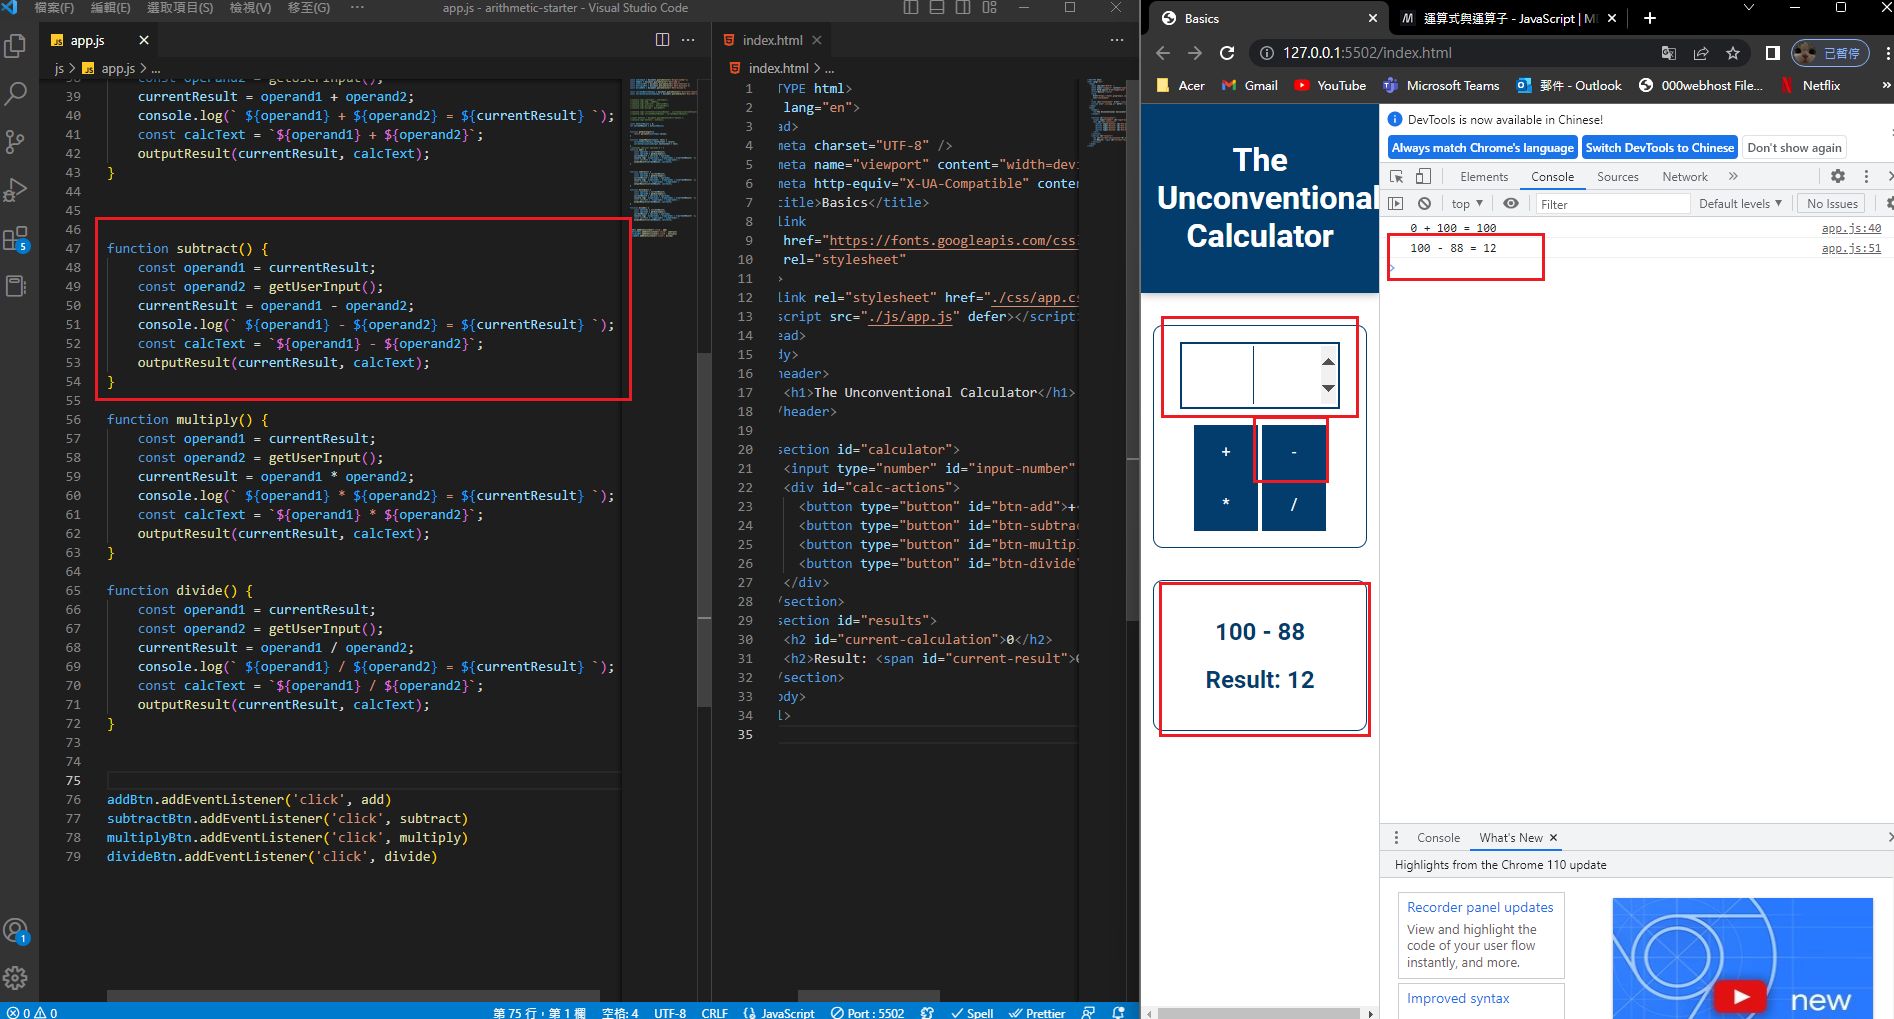 檔案(F) 編輯(E) 選取項目(S) 檢視(V) 移至(G) ··· app.js - arithmetic-starter - Visual Studio Code
JS app.js ×
js > JS app.js > ...
39 currentResult = operand1 + operand2;
40 console.log(` ${operand1} + ${operand2} = ${currentResult} `);
41 const calcText = `${operand1} + ${operand2}`;
42 outputResult(currentResult, calcText);
43 }
44
45
46
47 function subtract() {
48 const operand1 = currentResult;
49 const operand2 = getUserInput();
50 currentResult = operand1 - operand2;
51 console.log(` ${operand1} - ${operand2} = ${currentResult} `);
52 const calcText = `${operand1} - ${operand2}`;
53 outputResult(currentResult, calcText);
54 }
55
56 function multiply() {
57 const operand1 = currentResult;
58 const operand2 = getUserInput();
59 currentResult = operand1 * operand2;
60 console.log(` ${operand1} * ${operand2} = ${currentResult} `);
61 const calcText = `${operand1} * ${operand2}`;
62 outputResult(currentResult, calcText);
63 }
64
65 function divide() {
66 const operand1 = currentResult;
67 const operand2 = getUserInput();
68 currentResult = operand1 / operand2;
69 console.log(` ${operand1} / ${operand2} = ${currentResult} `);
70 const calcText = `${operand1} / ${operand2}`;
71 outputResult(currentResult, calcText);
72 }
73
74
75
76 addBtn.addEventListener('click', add)
77 subtractBtn.addEventListener('click', subtract)
78 multiplyBtn.addEventListener('click', multiply)
79 divideBtn.addEventListener('click', divide)
5
1
index.html ×
index.html > ...
1 TYPE html>
2 lang="en">
3 ad>
4 meta charset="UTF-8" />
5 meta name="viewport" content="width=devi
6 meta http-equiv="X-UA-Compatible" conten
7 title>Basics</title>
8 link
9 href="https://fonts.googleapis.com/css?
10 rel="stylesheet"
11 >
12 link rel="stylesheet" href="./css/app.cs
13 script src="./js/app.js" defer></script>
14 ead>
15 dy>
16 header>
17 <h1>The Unconventional Calculator</h1>
18 /header>
19
20 section id="calculator">
21 <input type="number" id="input-number"
22 <div id="calc-actions">
23 <button type="button" id="btn-add">+<
24 <button type="button" id="btn-subtrac
25 <button type="button" id="btn-multipl
26 <button type="button" id="btn-divide"
27 </div>
28 /section>
29 section id="results">
30 <h2 id="current-calculation">0</h2>
31 <h2>Result: <span id="current-result">
32 /section>
33 ody>
34 l>
35
0 0 第 75 行，第 1 欄 空格: 4 UTF-8 CRLF {} JavaScript Port : 5502 Spell Prettier
Basics × 運算式與運算子 - JavaScript | M × +
127.0.0.1:5502/index.html 已暫停
Acer Gmail YouTube Microsoft Teams 郵件 - Outlook 000webhost File... Netflix »
The
Unconventional
Calculator
+ -
* /
100 - 88
Result: 12
DevTools is now available in Chinese!
Always match Chrome's language Switch DevTools to Chinese Don't show again
Elements Console Sources Network »
top ▼ Filter Default levels ▼ No Issues
0 + 100 = 100 app.js:40
100 - 88 = 12 app.js:51
Console What's New ×
Highlights from the Chrome 110 update
Recorder panel updates
View and highlight the
code of your user flow
instantly, and more.
Improved syntax
new